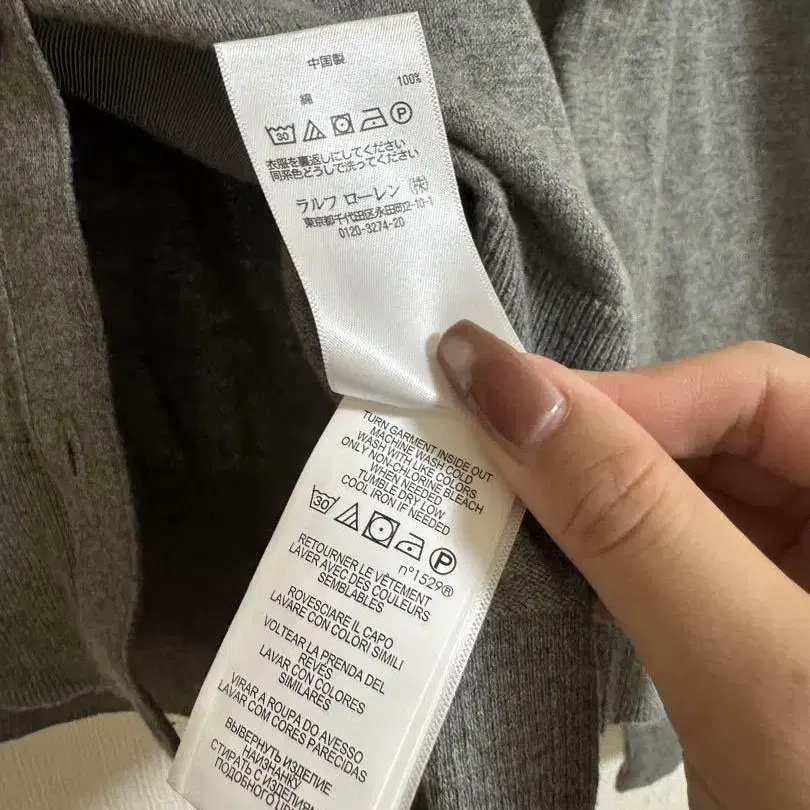 中国製
綿 100%
30 P
衣服を裏返しにしてください
同系色どうしで洗ってください
ラルフ ローレン (株)
東京都千代田区永田町2-10-1
0120-3274-20
TURN GARMENT INSIDE OUT
MACHINE WASH COLD
WASH WITH LIKE COLORS
ONLY NON-CHLORINE BLEACH
WHEN NEEDED
TUMBLE DRY LOW
COOL IRON IF NEEDED
30 P
n°1529®
RETOURNER LE VÊTEMENT
LAVER AVEC DES COULEURS
SEMBLABLES
ROVESCIARE IL CAPO
LAVARE CON COLORI SIMILI
VOLTEAR LA PRENDA DEL
REVES
LAVAR CON COLORES
SIMILARES
VIRAR A ROUPA DO AVESSO
LAVAR COM CORES PARECIDAS
ВЫВЕРНУТЬ ИЗДЕЛИЕ
НАИЗНАНКУ
СТИРАТЬ С ИЗДЕЛИЯМИ
ПОДОБНОГО